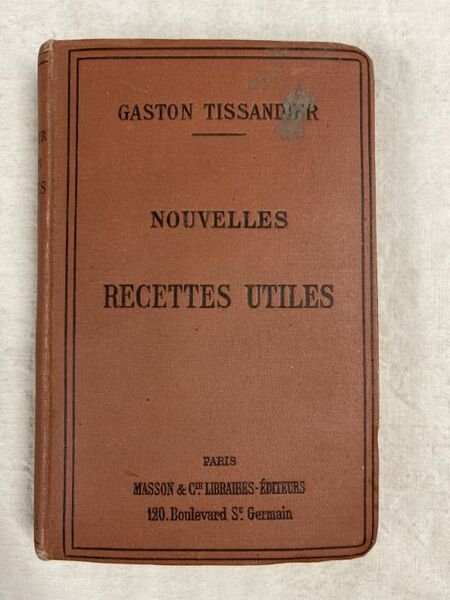 GASTON TISSANDIER
NOUVELLES
RECETTES UTILES
PARIS
MASSON & Cⁱᴱ LIBRAIRES-ÉDITEURS
120. Boulevard Sᵗ Germain